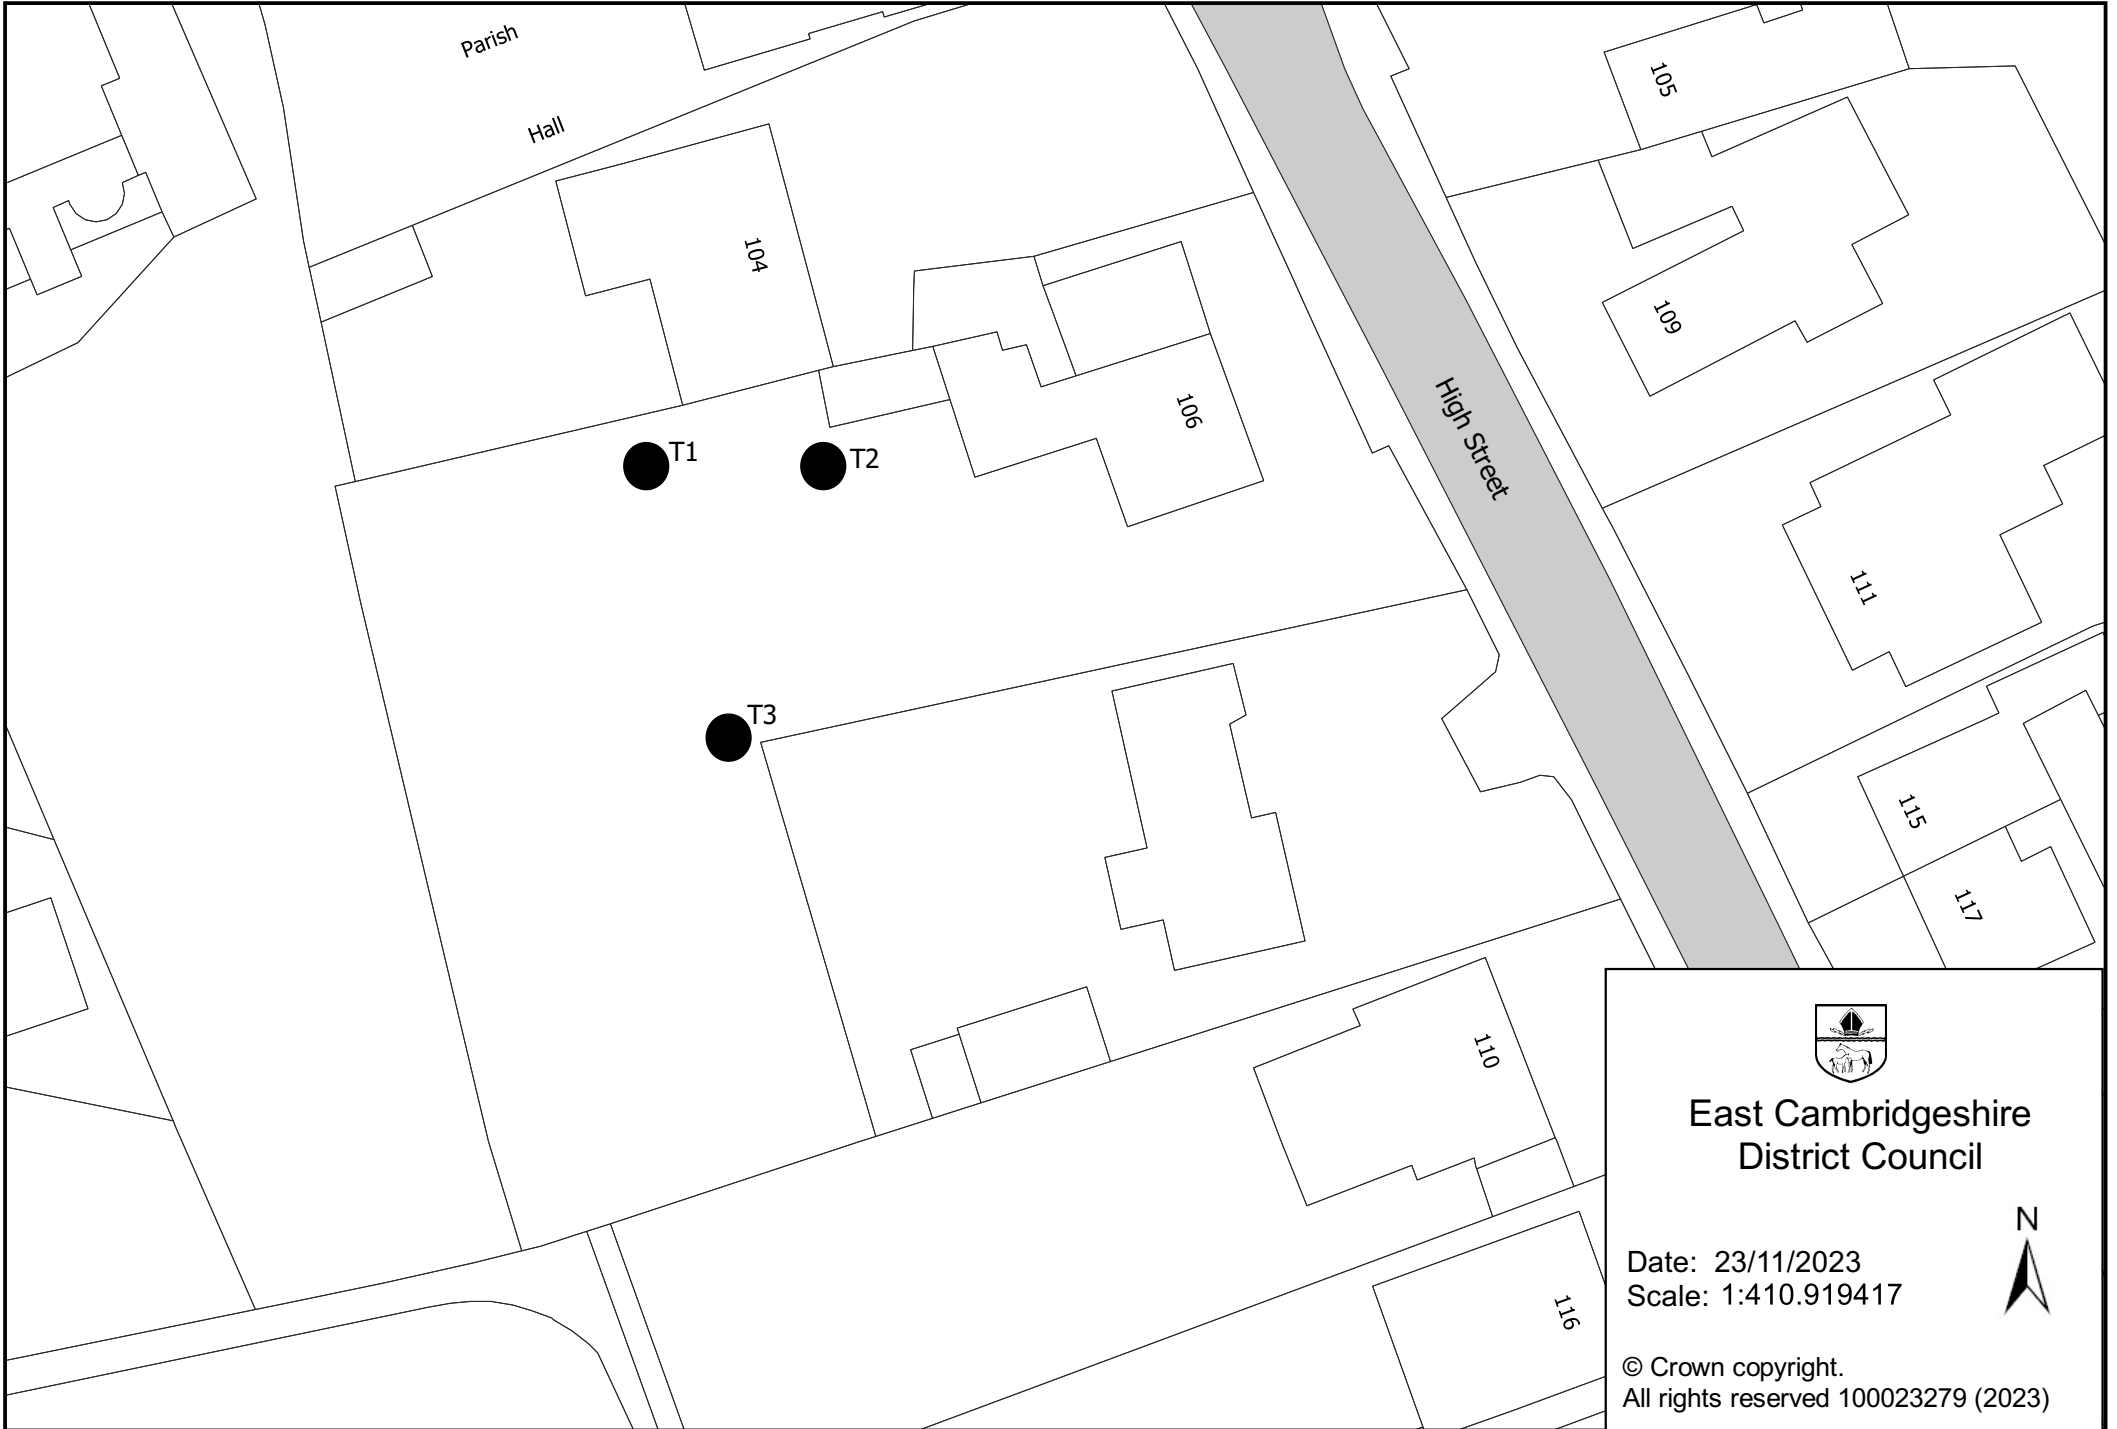 Parish
Hall
104
105
109
106
High Street
T1
T2
111
T3
115
117
110
116
East Cambridgeshire
District Council
N
Date: 23/11/2023
Scale: 1:410.919417
© Crown copyright.
All rights reserved 100023279 (2023)